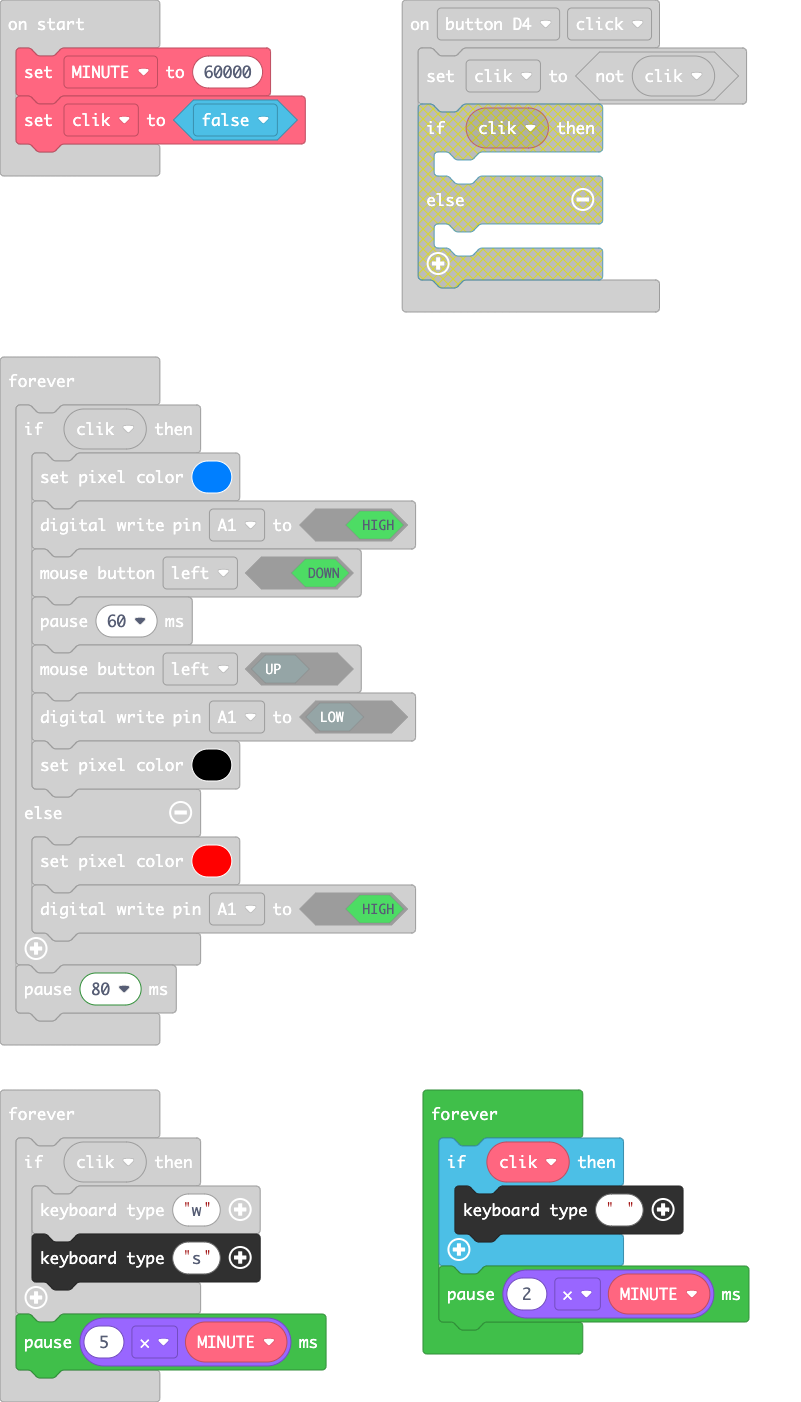 on start
set MINUTE to 60000
set clik to false
on button D4 click
set clik to not clik
if clik then
else
forever
if clik then
set pixel color
digital write pin A1 to HIGH
mouse button left DOWN
pause 60 ms
mouse button left UP
digital write pin A1 to LOW
set pixel color
else
set pixel color
digital write pin A1 to HIGH
pause 80 ms
forever
if clik then
keyboard type "w"
keyboard type "s"
pause 5 × MINUTE ms
forever
if clik then
keyboard type " "
pause 2 × MINUTE ms